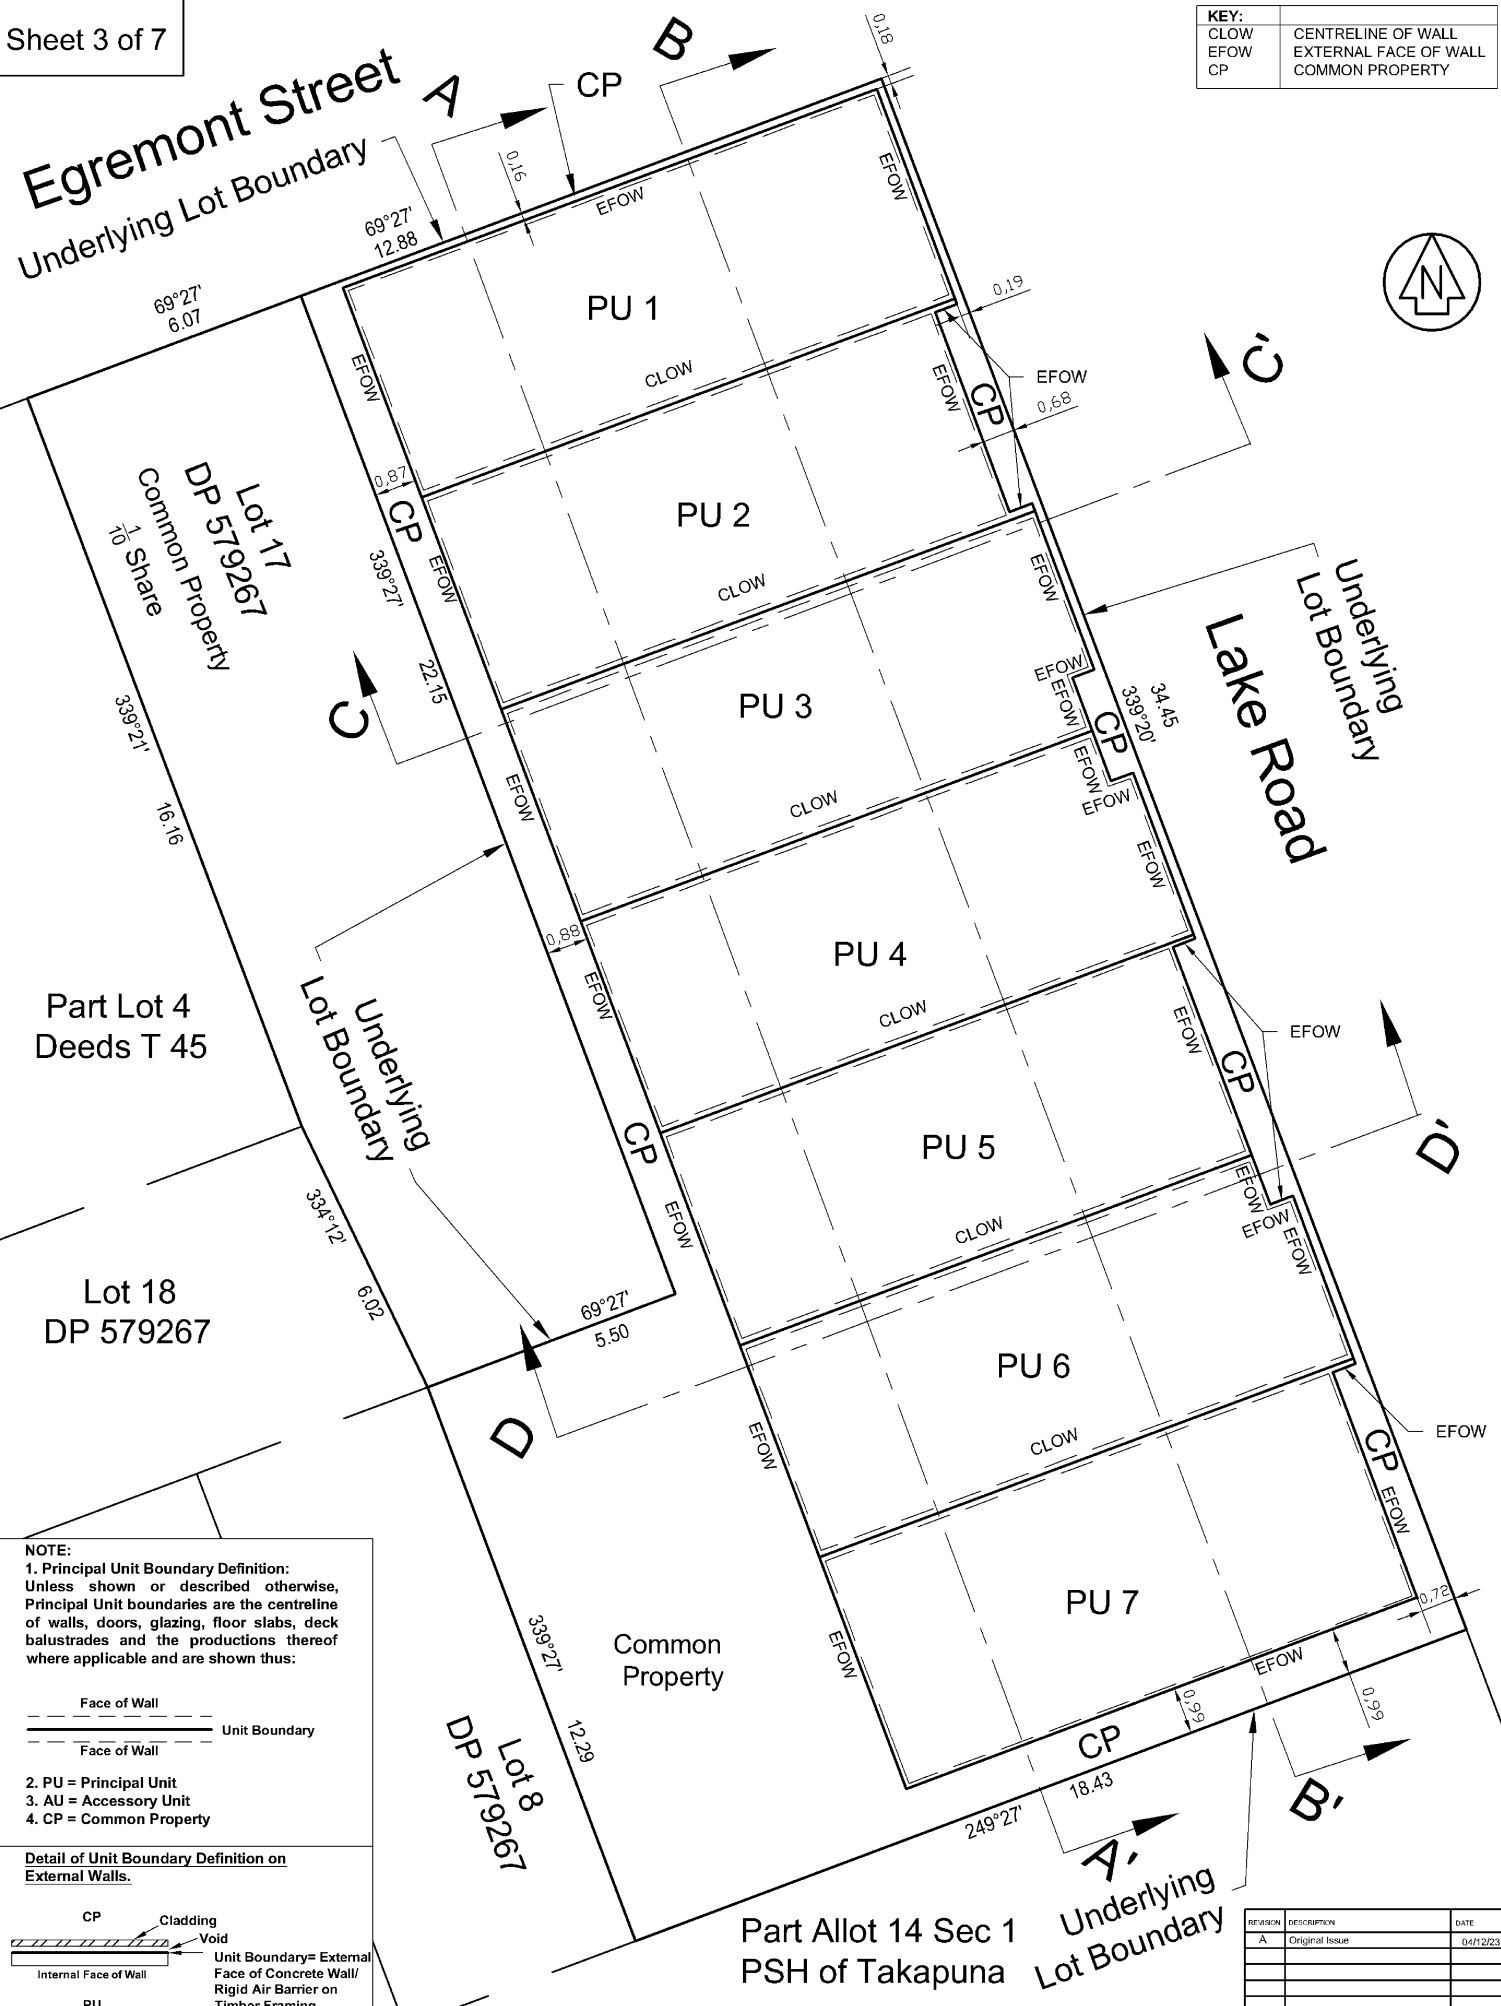 Sheet 3 of 7
KEY:
CLOW CENTRELINE OF WALL
EFOW EXTERNAL FACE OF WALL
CP COMMON PROPERTY
Egremont Street
Underlying Lot Boundary
A
B
CP
0,18
0,16
69°27'
12.88
69°27'
6.07
EFOW
EFOW
PU 1
N
0,19
EFOW
CLOW
EFOW
EFOW
CP
0,68
C'
0,87
CP
Lot 17
DP 579267
Common Property
1/10 Share
PU 2
EFOW
339°27'
22.15
CLOW
EFOW
Underlying
Lot Boundary
Lake Road
EFOW
EFOW
PU 3
CP
34.45
339°20'
C
339°21'
16.16
EFOW
CLOW
EFOW
EFOW
EFOW
0,88
PU 4
EFOW
Part Lot 4
Deeds T 45
Underlying
Lot Boundary
CLOW
EFOW
EFOW
CP
CP
PU 5
D'
EFOW
EFOW
EFOW
EFOW
334°12'
6.02
CLOW
Lot 18
DP 579267
69°27'
5.50
PU 6
D
EFOW
CLOW
CP
EFOW
EFOW
PU 7
0,72
EFOW
EFOW
Common
Property
339°27'
12.29
0,99
0,99
CP
Lot 8
DP 579267
18.43
249°27'
B'
A'
Underlying
Lot Boundary
Part Allot 14 Sec 1
PSH of Takapuna
NOTE:
1. Principal Unit Boundary Definition:
Unless shown or described otherwise,
Principal Unit boundaries are the centreline
of walls, doors, glazing, floor slabs, deck
balustrades and the productions thereof
where applicable and are shown thus:
Face of Wall
Unit Boundary
Face of Wall
2. PU = Principal Unit
3. AU = Accessory Unit
4. CP = Common Property
Detail of Unit Boundary Definition on
External Walls.
CP
Cladding
Void
Unit Boundary= External
Face of Concrete Wall/
Rigid Air Barrier on
Timber Framing
Internal Face of Wall
PU
REVISION DESCRIPTION DATE
A Original Issue 04/12/23